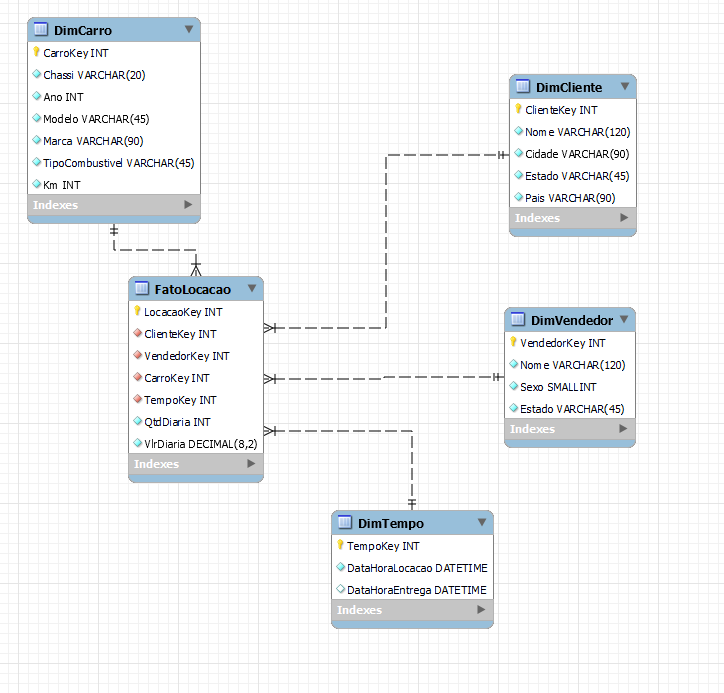 DimCarro
CarroKey INT
Chassi VARCHAR(20)
Ano INT
Modelo VARCHAR(45)
Marca VARCHAR(90)
TipoCombustivel VARCHAR(45)
Km INT
Indexes
DimCliente
ClienteKey INT
Nome VARCHAR(120)
Cidade VARCHAR(90)
Estado VARCHAR(45)
Pais VARCHAR(90)
Indexes
FatoLocacao
LocacaoKey INT
ClienteKey INT
VendedorKey INT
CarroKey INT
TempoKey INT
QtdDiaria INT
VlrDiaria DECIMAL(8,2)
Indexes
DimVendedor
VendedorKey INT
Nome VARCHAR(120)
Sexo SMALLINT
Estado VARCHAR(45)
Indexes
DimTempo
TempoKey INT
DataHoraLocacao DATETIME
DataHoraEntrega DATETIME
Indexes